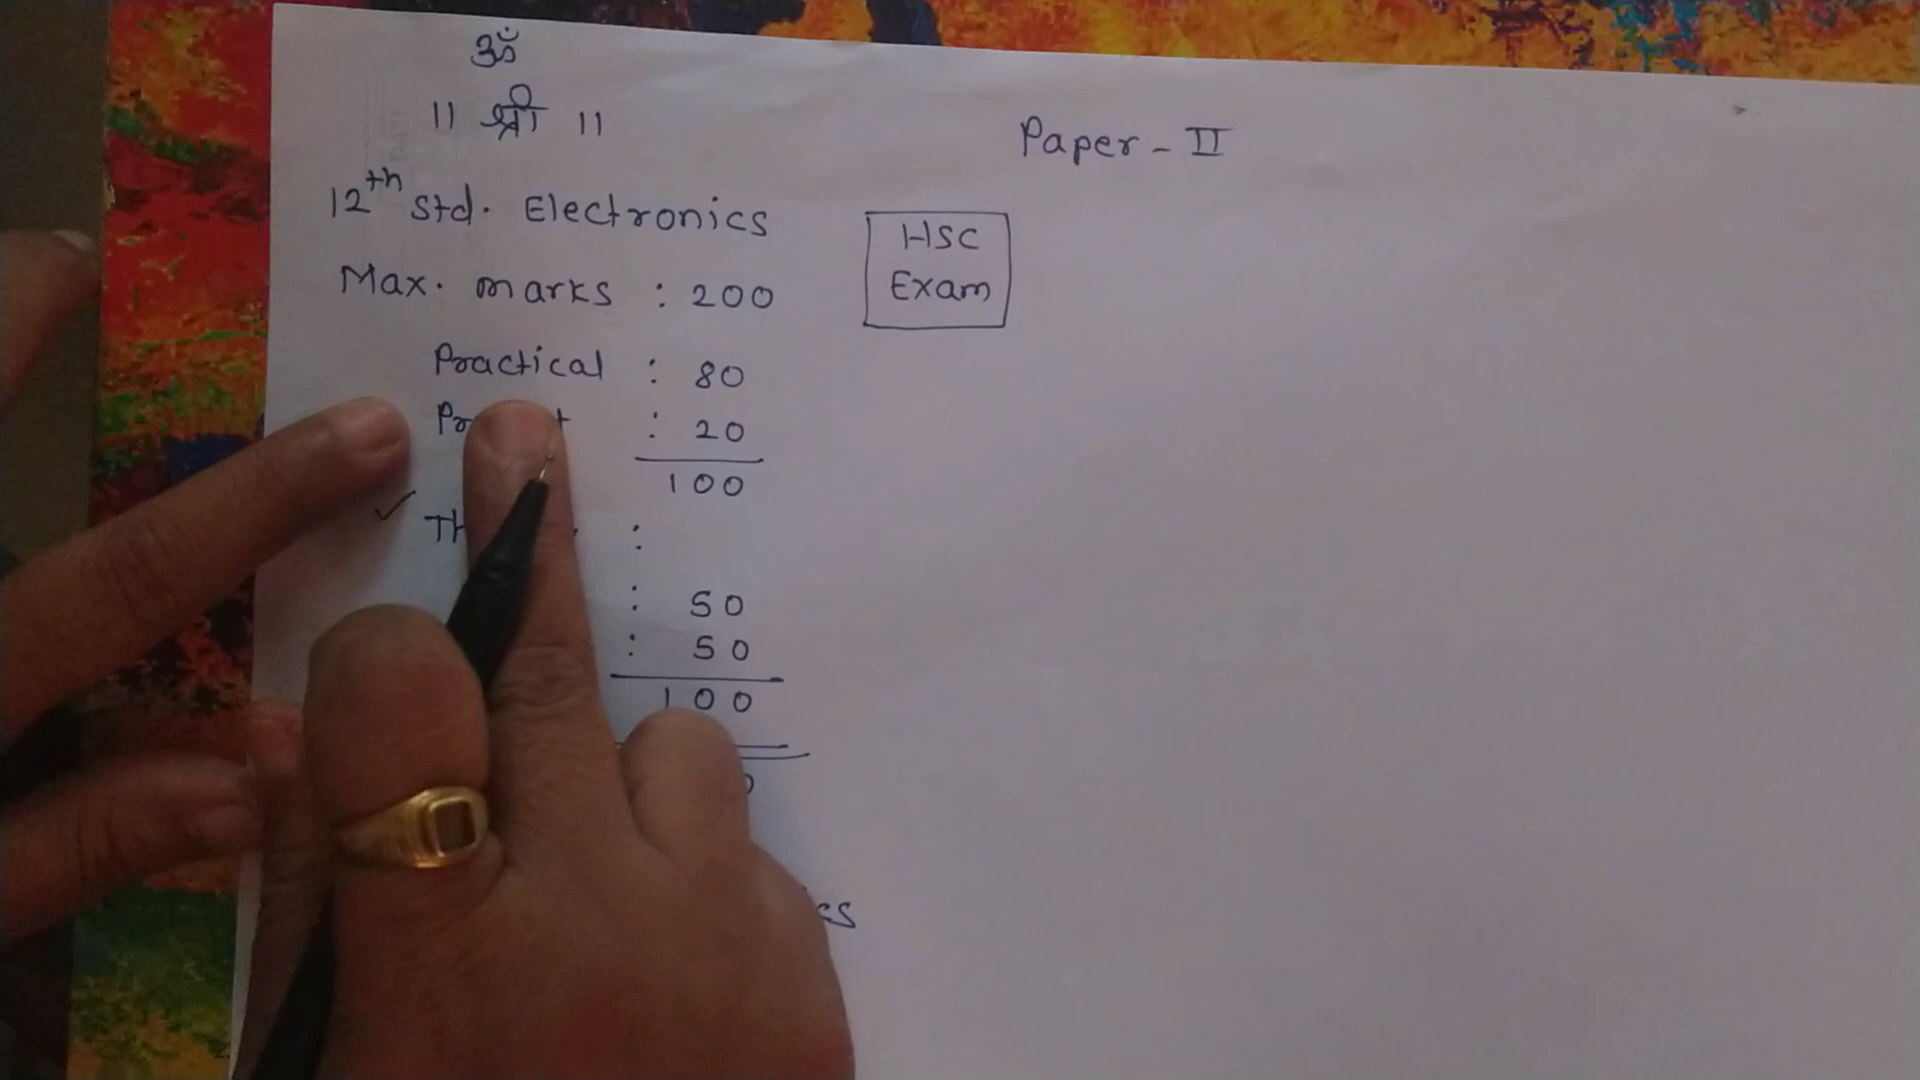 ॐ
॥ श्री ॥
Paper - II
12th Std. Electronics
HSC
Exam
Max. marks : 200
Practical : 80
: 20
100
:
: 50
: 50
100